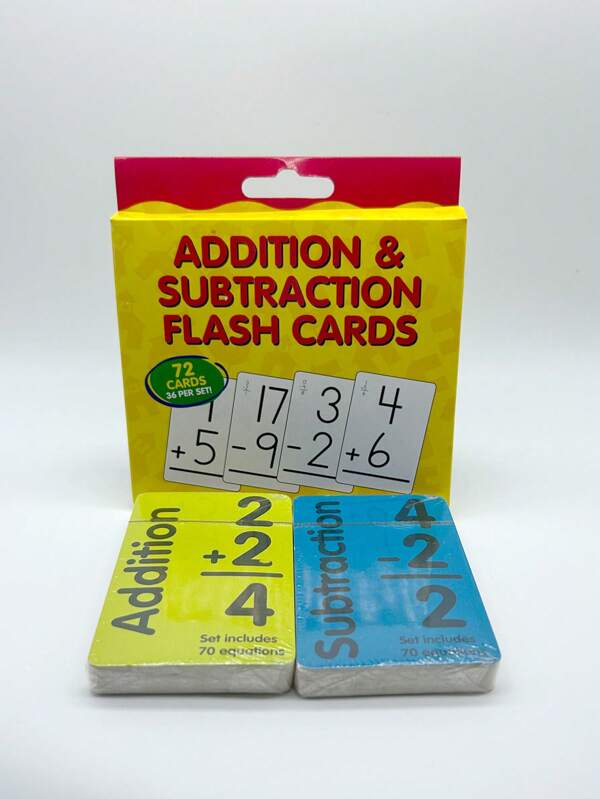 ADDITION &
SUBTRACTION
FLASH CARDS
72
CARDS
36 PER SET!
1
+5
17
-9
3
-2
4
+6
Addition
2
+2
4
Set includes
70 equations
Subtraction
4
-2
2
Set includes
70 equations